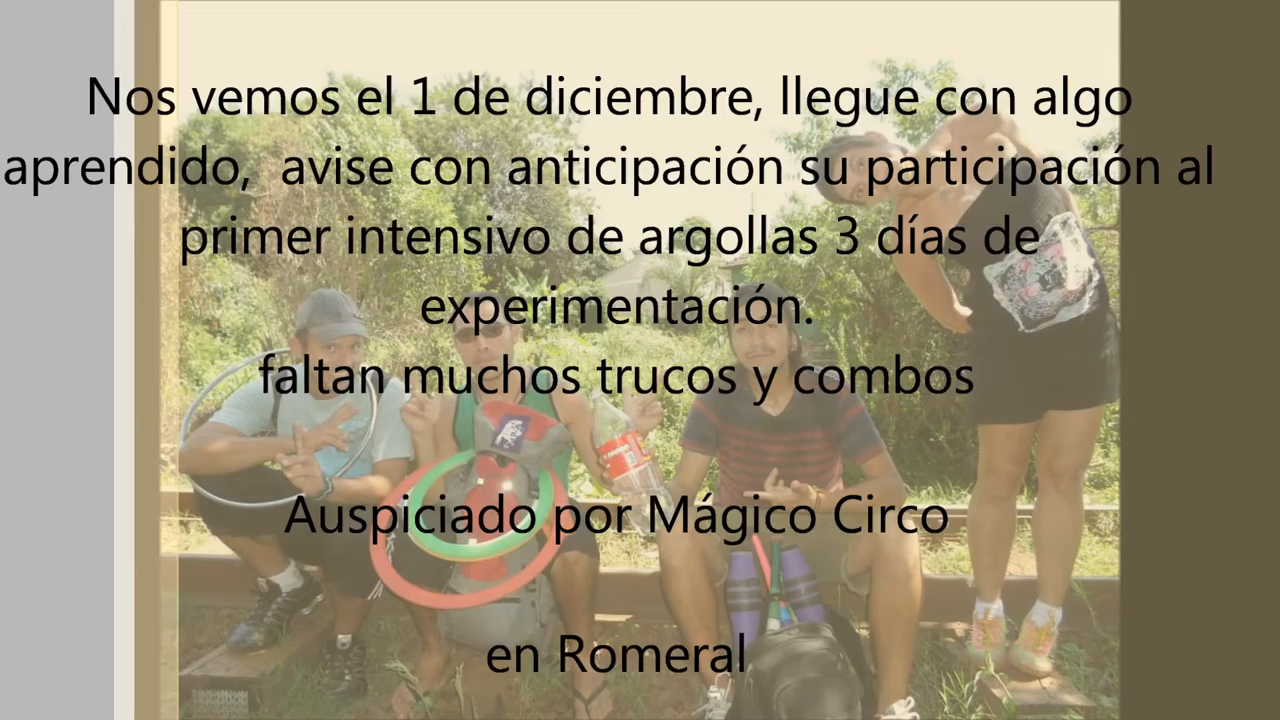 Nos vemos el 1 de diciembre, llegue con algo
aprendido,  avise con anticipación su participación al
primer intensivo de argollas 3 días de
experimentación.
faltan muchos trucos y combos
Auspiciado por Mágico Circo
en Romeral